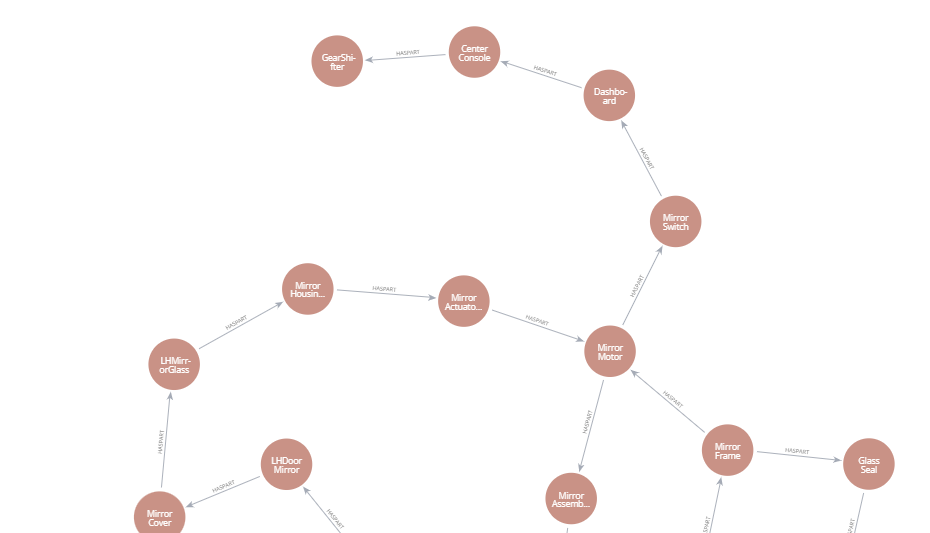 Center
Console
HASPART
GearShi-
fter
HASPART
Dashbo-
ard
HASPART
Mirror
Switch
HASPART
Mirror
Housin...
HASPART
Mirror
Actuato...
HASPART
HASPART
Mirror
Motor
LHMirr-
orGlass
HASPART
HASPART
HASPART
Mirror
Frame
HASPART
Glass
Seal
LHDoor
Mirror
HASPART
Mirror
Assemb...
Mirror
Cover
HASPART
SPART
PART